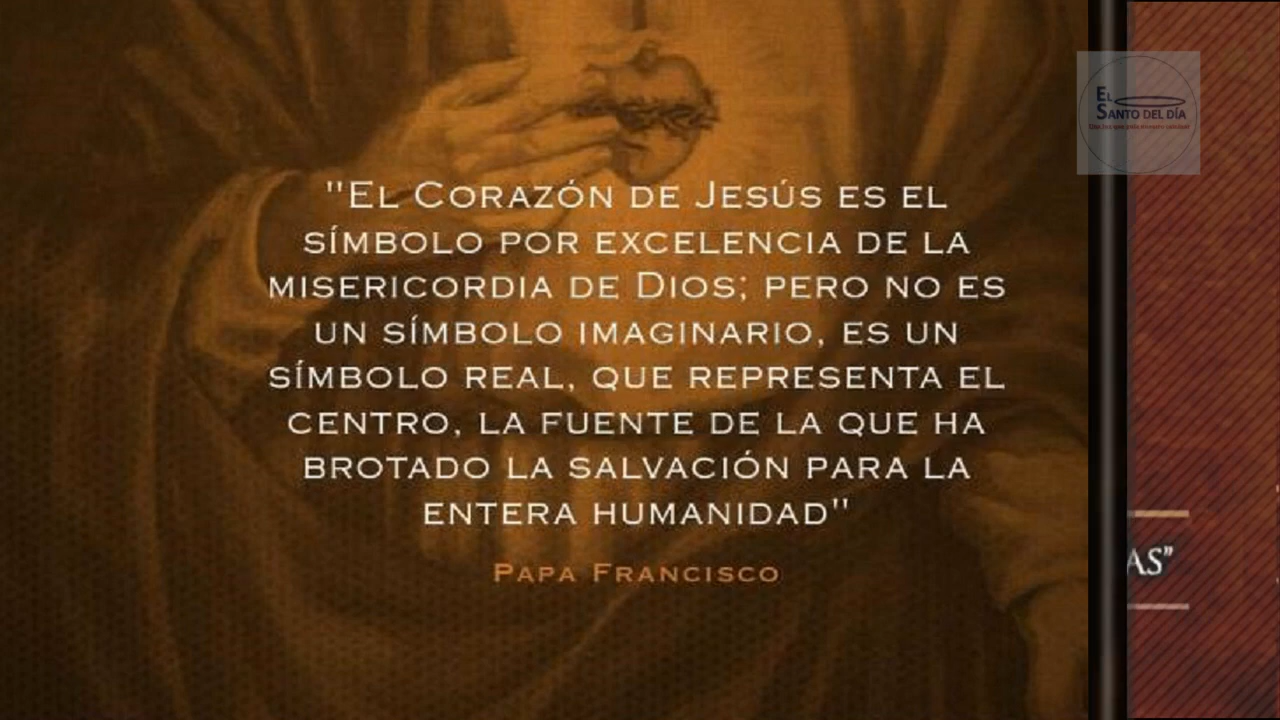 "El Corazón de Jesús es el
símbolo por excelencia de la
misericordia de Dios; pero no es
un símbolo imaginario, es un
símbolo real, que representa el
centro, la fuente de la que ha
brotado la salvación para la
entera humanidad"
Papa Francisco
El
Santo del Día
AS"